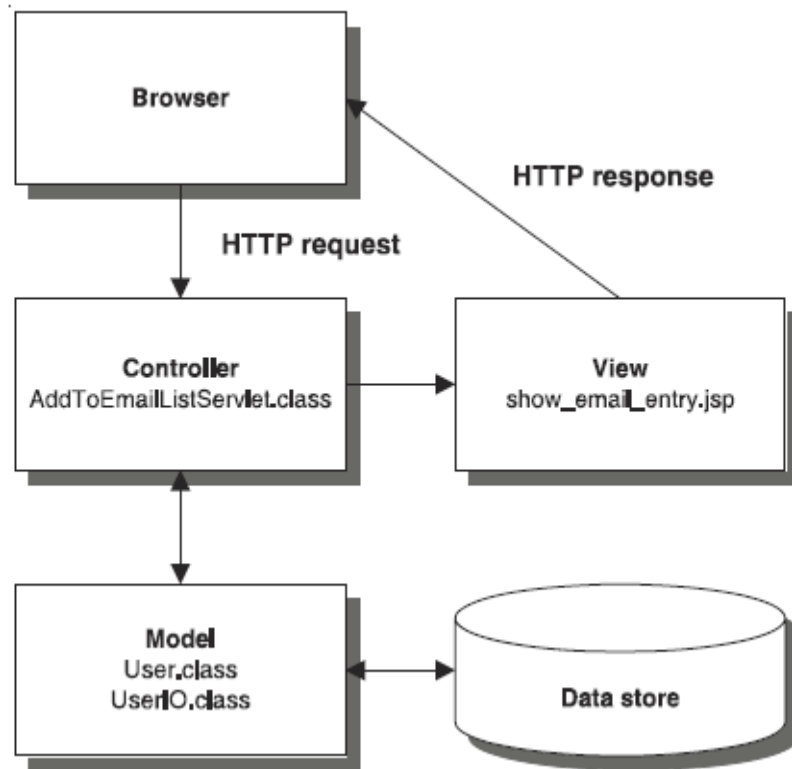 Browser
HTTP response
HTTP request
Controller
AddToEmailListServlet.class
View
show_email_entry.jsp
Model
User.class
UserIO.class
Data store